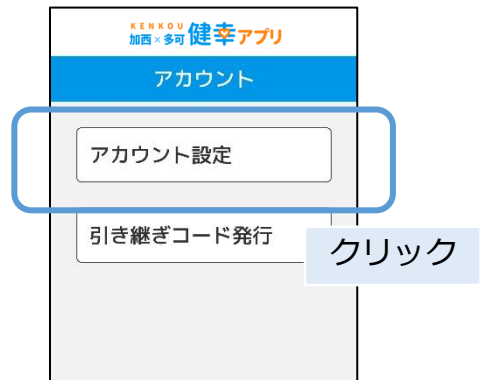 KENKOU
加西×多可 健幸アプリ
アカウント
アカウント設定
引き継ぎコード発行
クリック